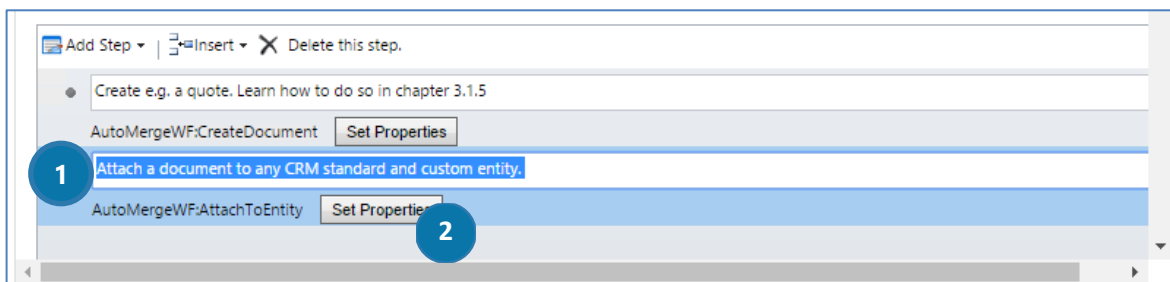 Add Step Insert Delete this step.
Create e.g. a quote. Learn how to do so in chapter 3.1.5
AutoMergeWF:CreateDocument Set Properties
1 Attach a document to any CRM standard and custom entity.
AutoMergeWF:AttachToEntity Set Properties
2